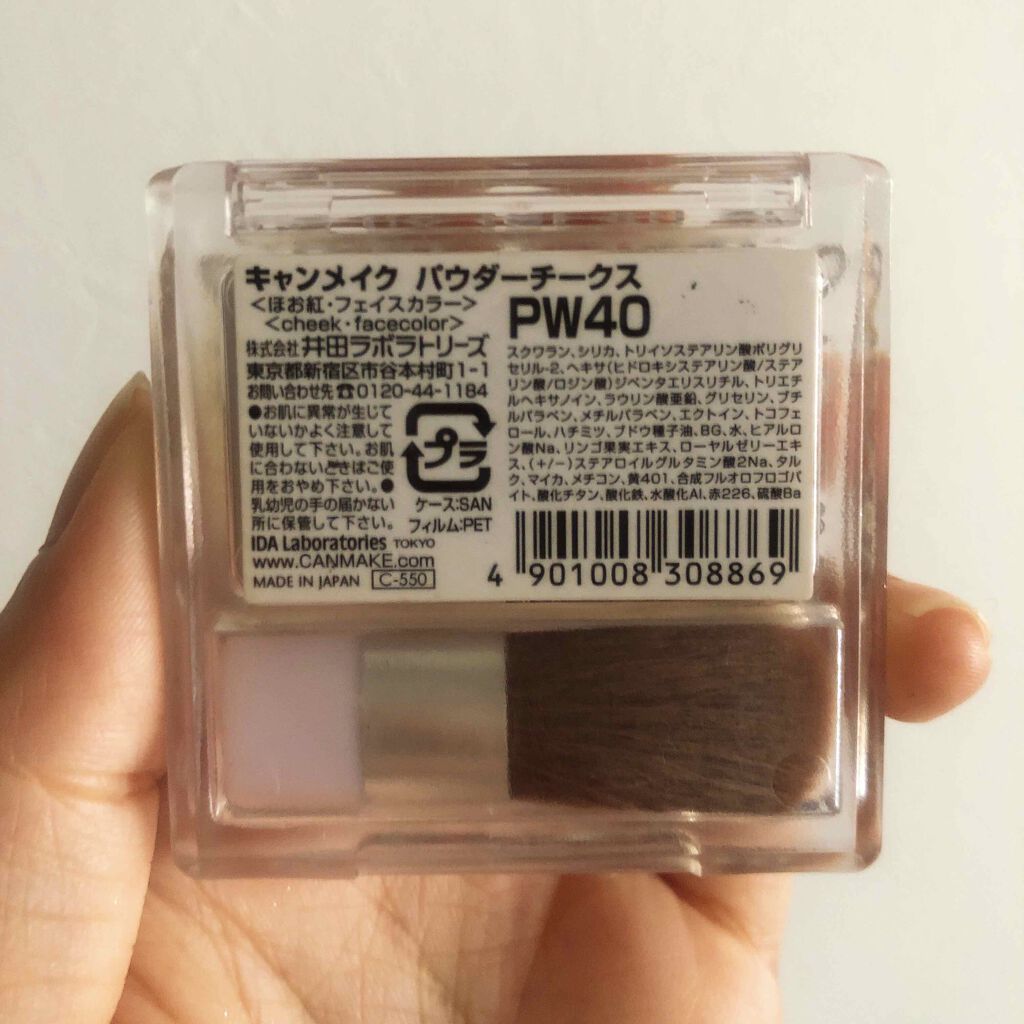 キャンメイク パウダーチークス
<ほお紅・フェイスカラー>
<cheek・facecolor>
株式会社 井田ラボラトリーズ
東京都新宿区市谷本村町1-1
お問い合わせ先☎0120-44-1184
●お肌に異常が生じて
いないかよく注意して
使用して下さい。お肌
に合わないときはご使
用をおやめ下さい。●
乳幼児の手の届かない
所に保管して下さい。
プラ
ケース:SAN
フィルム:PET
IDA Laboratories TOKYO
www.CANMAKE.com
MADE IN JAPAN C-550
PW40
スクワラン、シリカ、トリイソステアリン酸ポリグリ
セリル-2、ヘキサ(ヒドロキシステアリン酸/ステ
アリン酸/ロジン酸)ジペンタエリスリチル、トリエチ
ルヘキサノイン、ラウリン酸亜鉛、グリセリン、プチ
ルパラベン、メチルパラベン、エクトイン、トコフェ
ロール、ハチミツ、ブドウ種子油、BG、水、ヒアルロ
ン酸Na、リンゴ果実エキス、ローヤルゼリーエキ
ス、(+/-)ステアロイルグルタミン酸2Na、タル
ク、マイカ、メチコン、黄401、合成フルオロフロゴパ
イト、酸化チタン、酸化鉄、水酸化Al、赤226、硫酸Ba
4 901008 308869